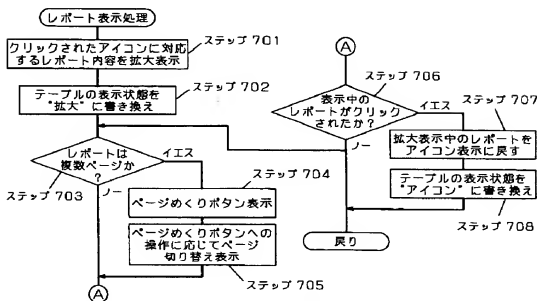 レポート表示処理
ステップ 701
クリックされたアイコンに対応
するレポート内容を拡大表示
ステップ 702
テーブルの表示状態を
"拡大"に書き換え
レポートは
複数ページか
?
イエス
ノー
ステップ 703
ステップ 704
ページめくりボタン表示
ページめくりボタンへの
操作に応じてページ
切り替え表示
ステップ 705
A
A
ステップ 706
表示中の
レポートがクリック
されたか?
イエス
ノー
ステップ 707
拡大表示中のレポートを
アイコン表示に戻す
テーブルの表示状態を
"アイコン"に書き換え
ステップ 708
戻り